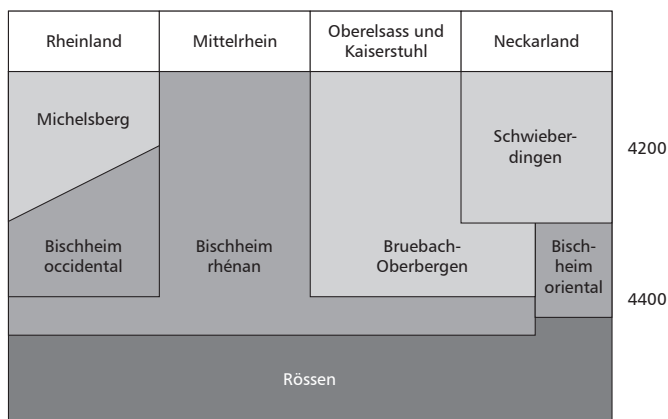 Rheinland
Mittelrhein
Oberelsass und
Kaiserstuhl
Neckarland
Michelsberg
Schwieber-
dingen
4200
Bischheim
occidental
Bischheim
rhénan
Bruebach-
Oberbergen
Bisch-
heim
oriental
4400
Rössen